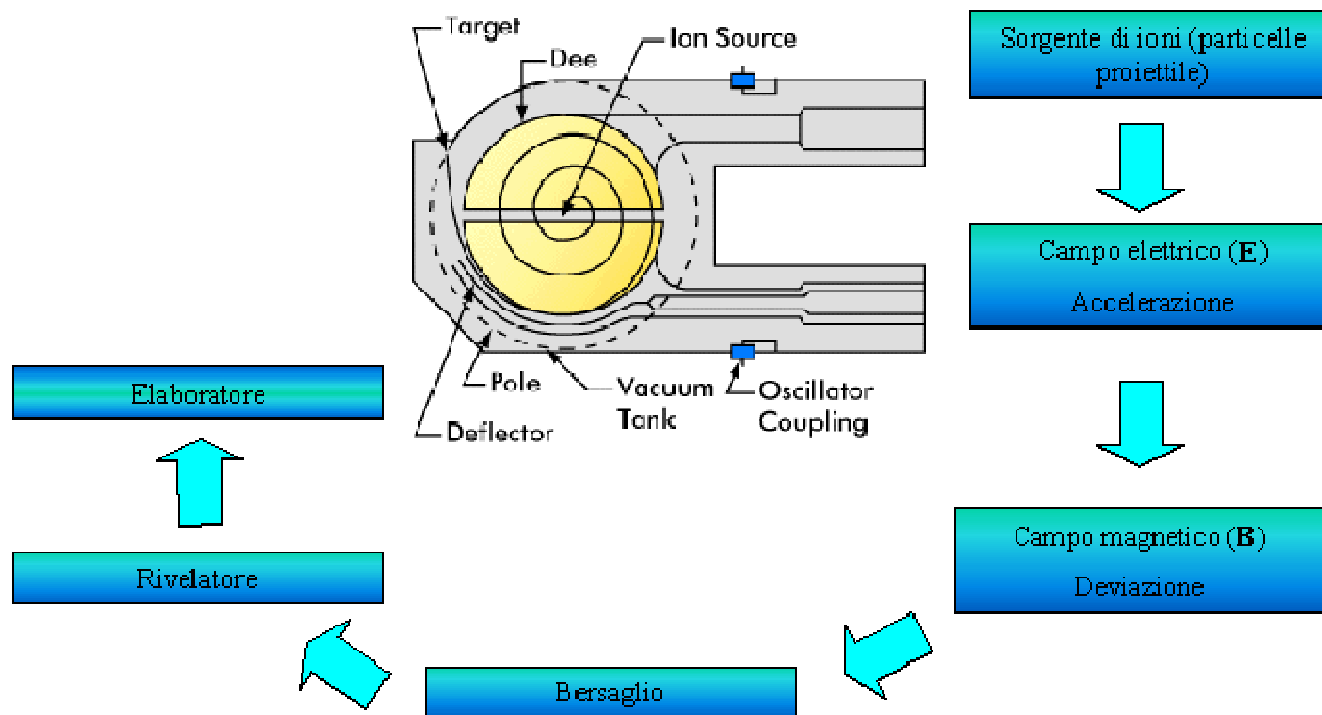 Target
Dee
Ion Source
Pole
Vacuum
Tank
Oscillator
Coupling
Deflector
Sorgente di ioni (particelle
proiettile)
Campo elettrico (E)
Accelerazione
Campo magnetico (B)
Deviazione
Bersaglio
Rivelatore
Elaboratore